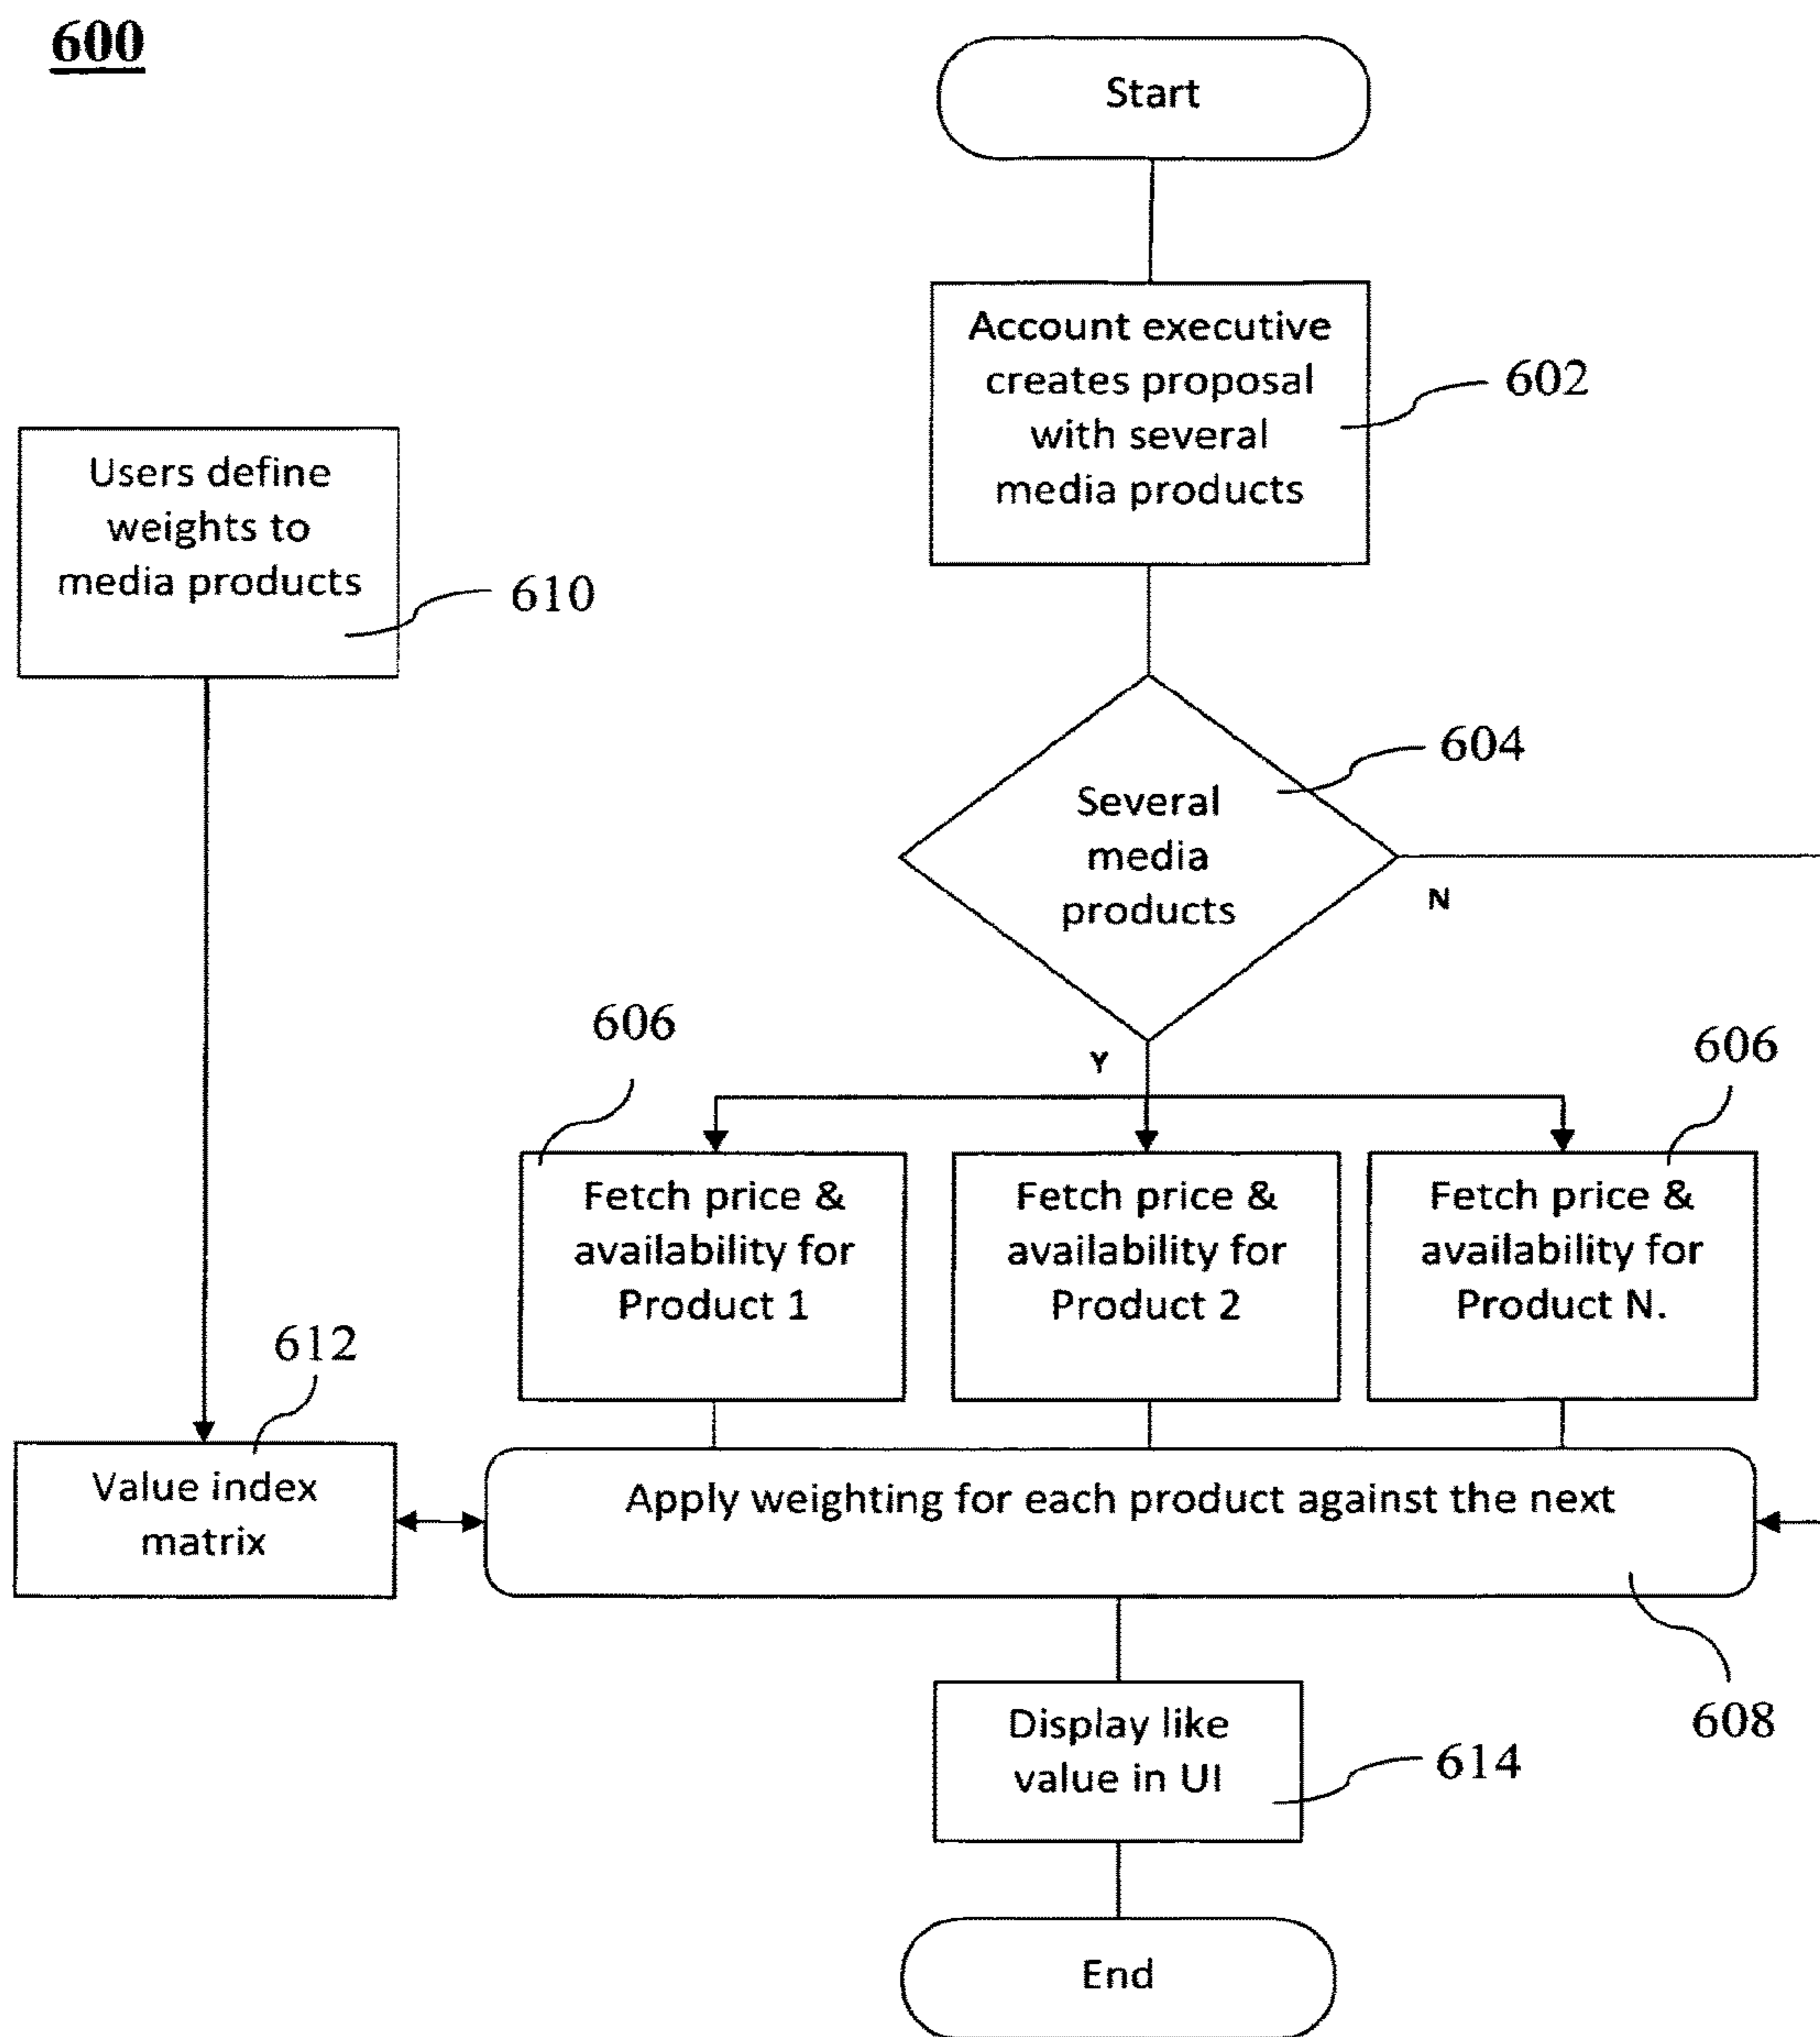 600
Start
Account executive
creates proposal
with several
media products
602
Users define
weights to
media products
610
604
Several
media
products
N
Y
606
606
Fetch price &
availability for
Product 1
Fetch price &
availability for
Product 2
Fetch price &
availability for
Product N.
612
Value index
matrix
Apply weighting for each product against the next
608
Display like
value in UI
614
End